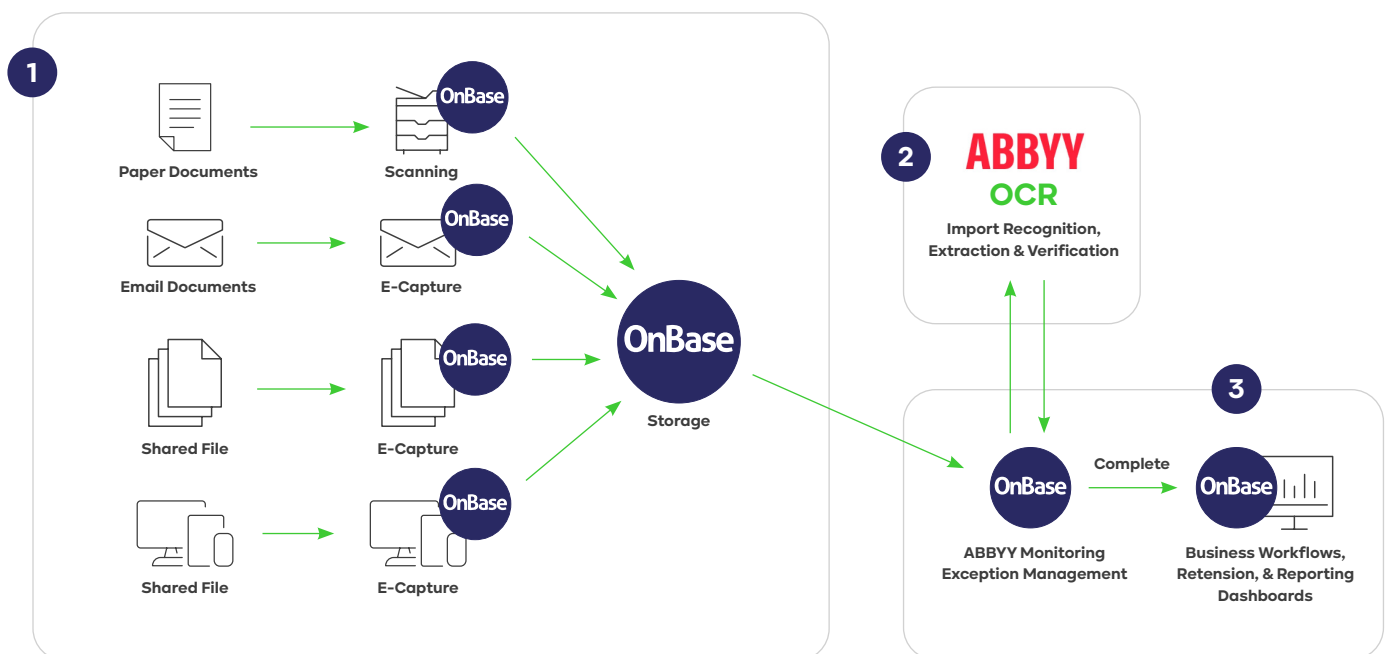 1
OnBase
Paper Documents
Scanning
OnBase
Email Documents
E-Capture
OnBase
Shared File
E-Capture
OnBase
Shared File
E-Capture
OnBase
Storage
2
ABBYY
OCR
Import Recognition,
Extraction & Verification
3
OnBase
ABBYY Monitoring
Exception Management
Complete
OnBase
Business Workflows,
Retension, & Reporting
Dashboards